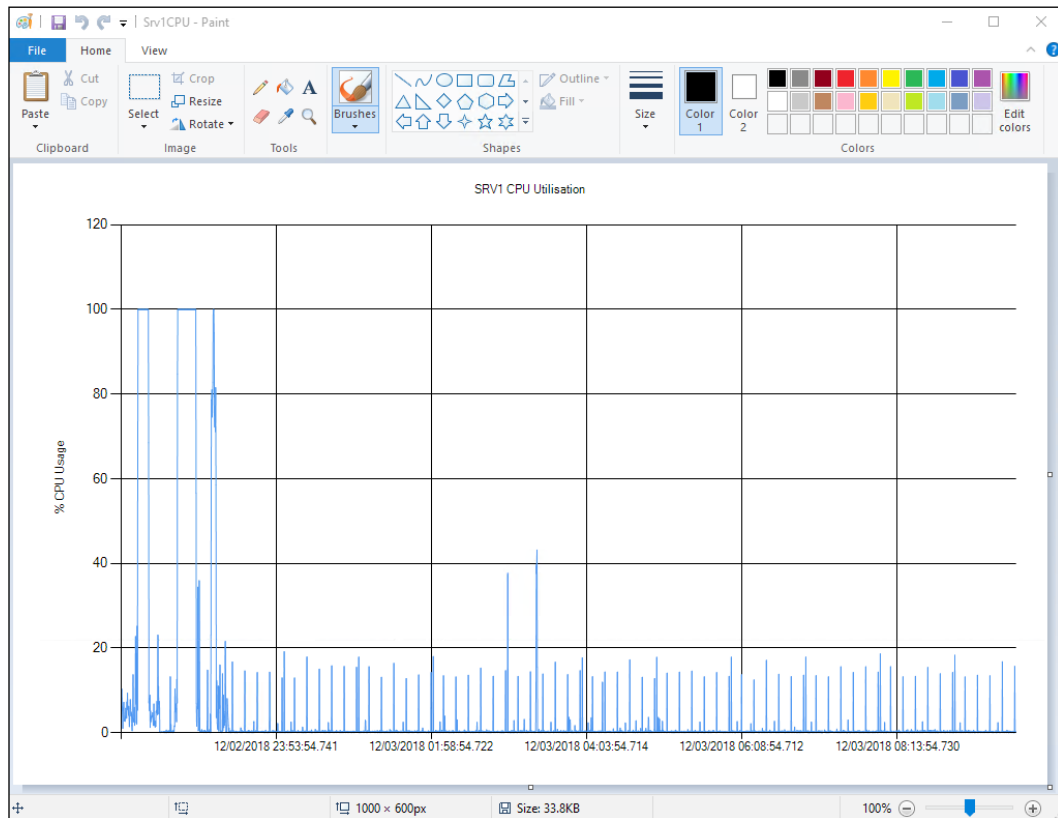 Srv1CPU - Paint
File Home View
Paste
Cut
Copy
Clipboard
Select
Crop
Resize
Rotate
Image
A
Tools
Brushes
Outline
Fill
Shapes
Size
Color 1
Color 2
Edit colors
Colors
SRV1 CPU Utilisation
% CPU Usage
120
100
80
60
40
20
0
12/02/2018 23:53:54.741 12/03/2018 01:58:54.722 12/03/2018 04:03:54.714 12/03/2018 06:08:54.712 12/03/2018 08:13:54.730
1000 × 600px Size: 33.8KB 100%